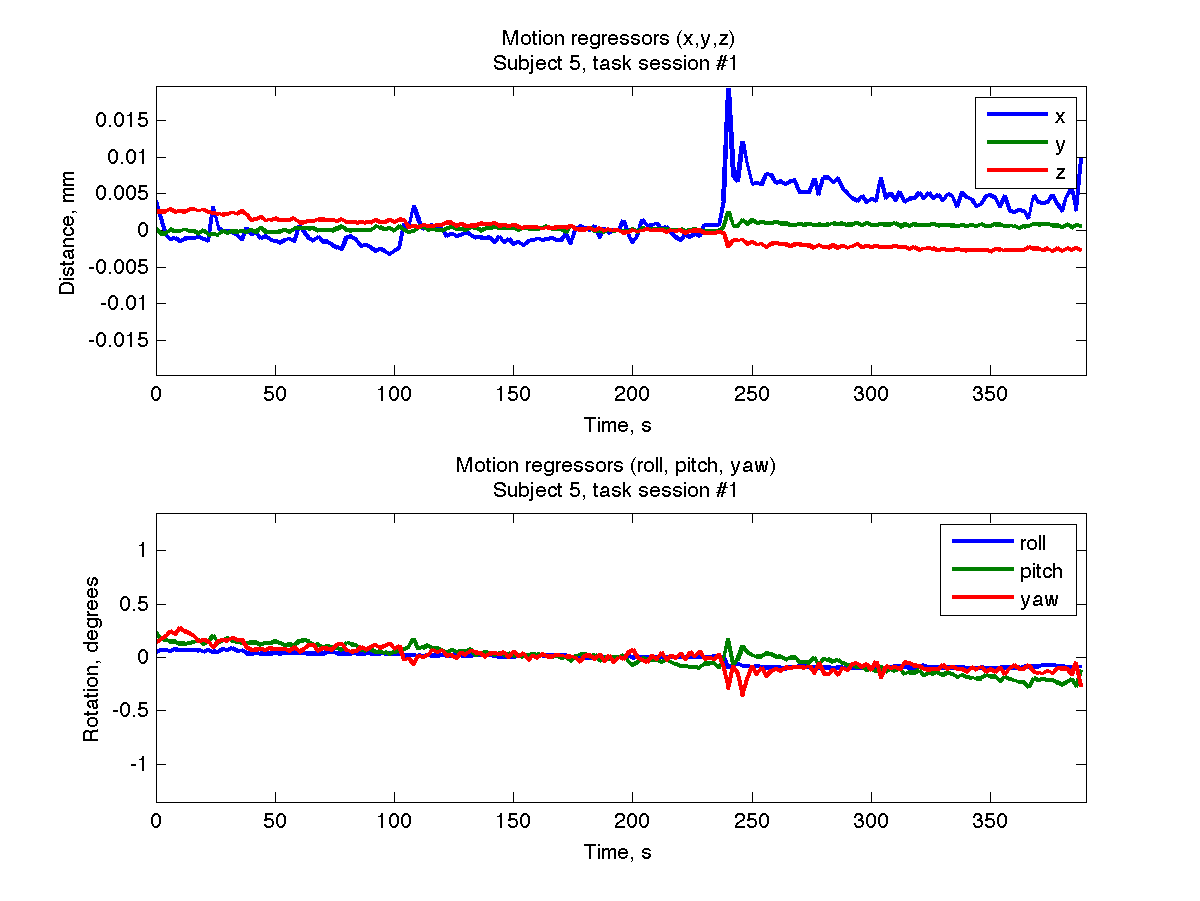 Motion regressors (x,y,z)
Subject 5, task session #1
0.015
0.01
0.005
0
-0.005
-0.01
-0.015
Distance, mm
x
y
z
0 50 100 150 200 250 300 350
Time, s
Motion regressors (roll, pitch, yaw)
Subject 5, task session #1
1
0.5
0
-0.5
-1
Rotation, degrees
roll
pitch
yaw
0 50 100 150 200 250 300 350
Time, s